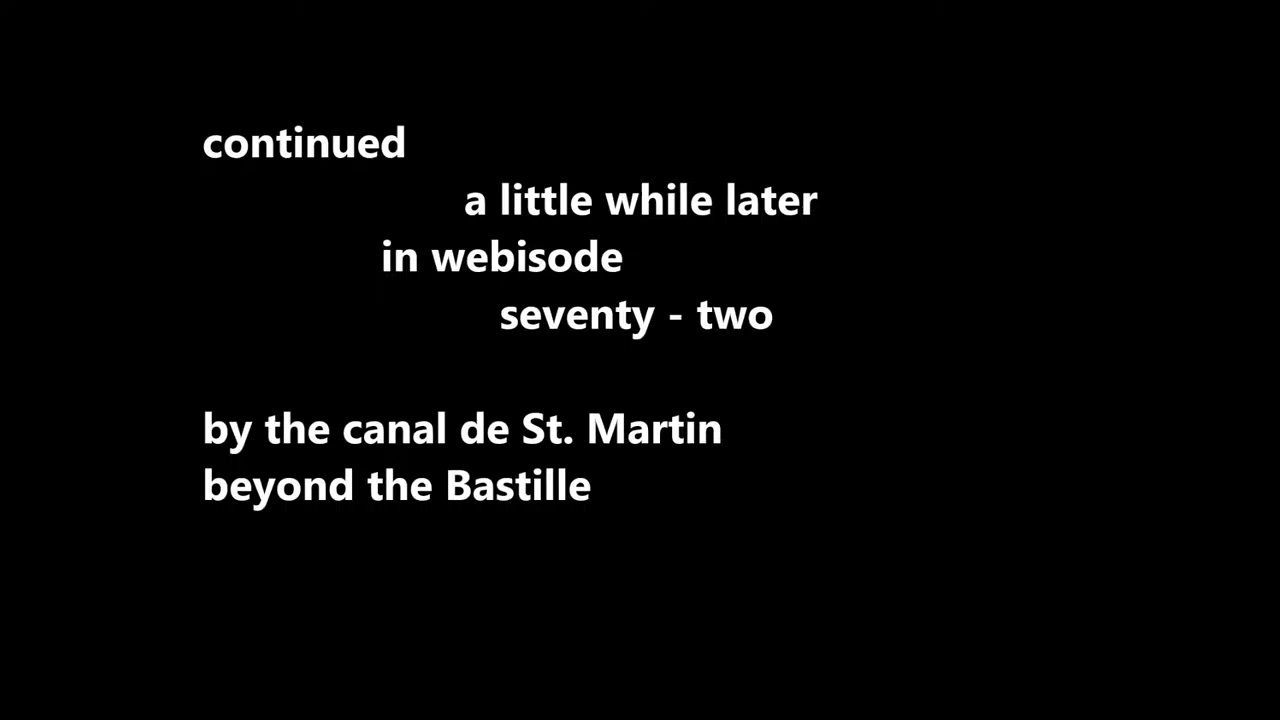 continued
a little while later
in webisode
seventy - two
by the canal de St. Martin
beyond the Bastille